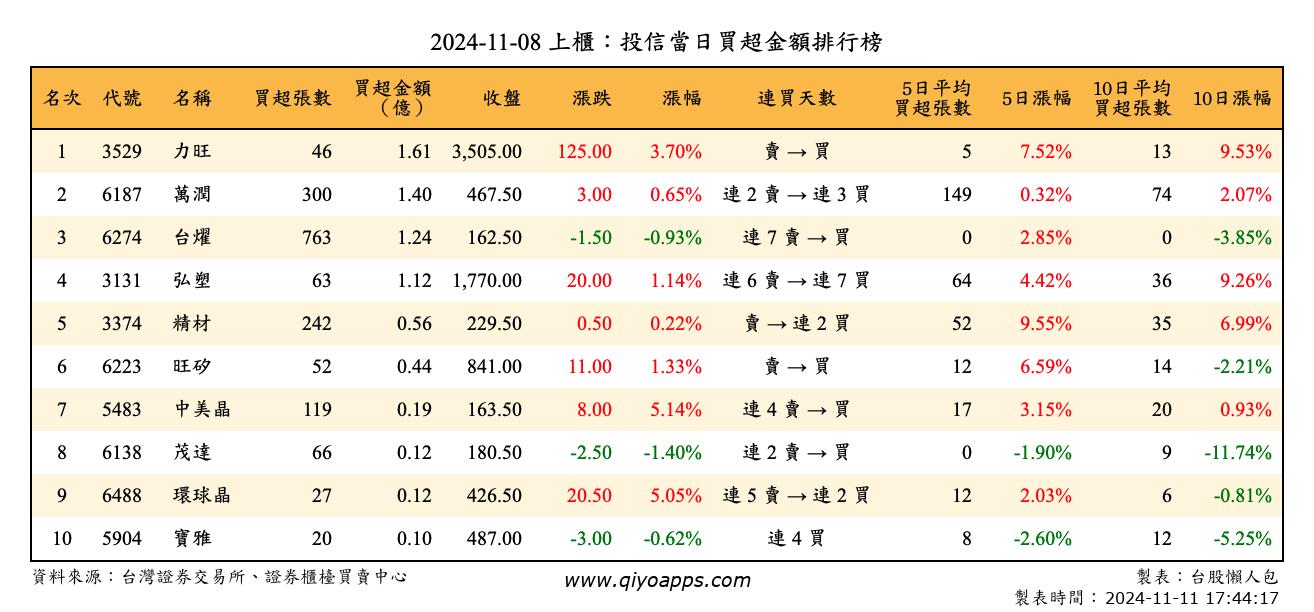 2024-11-08 上櫃：投信當日買超金額排行榜
名次 代號 名稱 買超張數 買超金額（億） 收盤 漲跌 漲幅 連買天數 5日平均買超張數 5日漲幅 10日平均買超張數 10日漲幅
1 3529 力旺 46 1.61 3,505.00 125.00 3.70% 賣 → 買 5 7.52% 13 9.53%
2 6187 萬潤 300 1.40 467.50 3.00 0.65% 連 2 賣 → 連 3 買 149 0.32% 74 2.07%
3 6274 台燿 763 1.24 162.50 -1.50 -0.93% 連 7 賣 → 買 0 2.85% 0 -3.85%
4 3131 弘塑 63 1.12 1,770.00 20.00 1.14% 連 6 賣 → 連 7 買 64 4.42% 36 9.26%
5 3374 精材 242 0.56 229.50 0.50 0.22% 賣 → 連 2 買 52 9.55% 35 6.99%
6 6223 旺矽 52 0.44 841.00 11.00 1.33% 賣 → 買 12 6.59% 14 -2.21%
7 5483 中美晶 119 0.19 163.50 8.00 5.14% 連 4 賣 → 買 17 3.15% 20 0.93%
8 6138 茂達 66 0.12 180.50 -2.50 -1.40% 連 2 賣 → 買 0 -1.90% 9 -11.74%
9 6488 環球晶 27 0.12 426.50 20.50 5.05% 連 5 賣 → 連 2 買 12 2.03% 6 -0.81%
10 5904 寶雅 20 0.10 487.00 -3.00 -0.62% 連 4 買 8 -2.60% 12 -5.25%
資料來源：台灣證券交易所、證券櫃檯買賣中心
www.qiyoapps.com
製表：台股懶人包
製表時間：2024-11-11 17:44:17